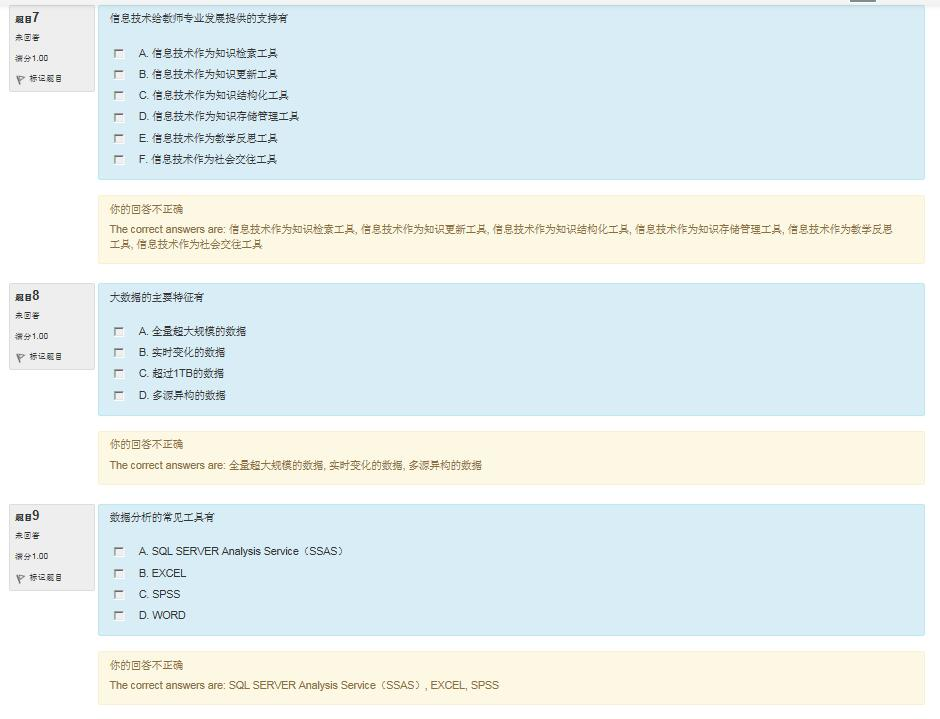 题目7
未回答
满分1.00
标记题目
信息技术给教师专业发展提供的支持有
A. 信息技术作为知识检索工具
B. 信息技术作为知识更新工具
C. 信息技术作为知识结构化工具
D. 信息技术作为知识存储管理工具
E. 信息技术作为教学反思工具
F. 信息技术作为社会交往工具
你的回答不正确
The correct answers are: 信息技术作为知识检索工具, 信息技术作为知识更新工具, 信息技术作为知识结构化工具, 信息技术作为知识存储管理工具, 信息技术作为教学反思
工具, 信息技术作为社会交往工具
题目8
未回答
满分1.00
标记题目
大数据的主要特征有
A. 全量超大规模的数据
B. 实时变化的数据
C. 超过1TB的数据
D. 多源异构的数据
你的回答不正确
The correct answers are: 全量超大规模的数据, 实时变化的数据, 多源异构的数据
题目9
未回答
满分1.00
标记题目
数据分析的常见工具有
A. SQL SERVER Analysis Service（SSAS）
B. EXCEL
C. SPSS
D. WORD
你的回答不正确
The correct answers are: SQL SERVER Analysis Service（SSAS）, EXCEL, SPSS